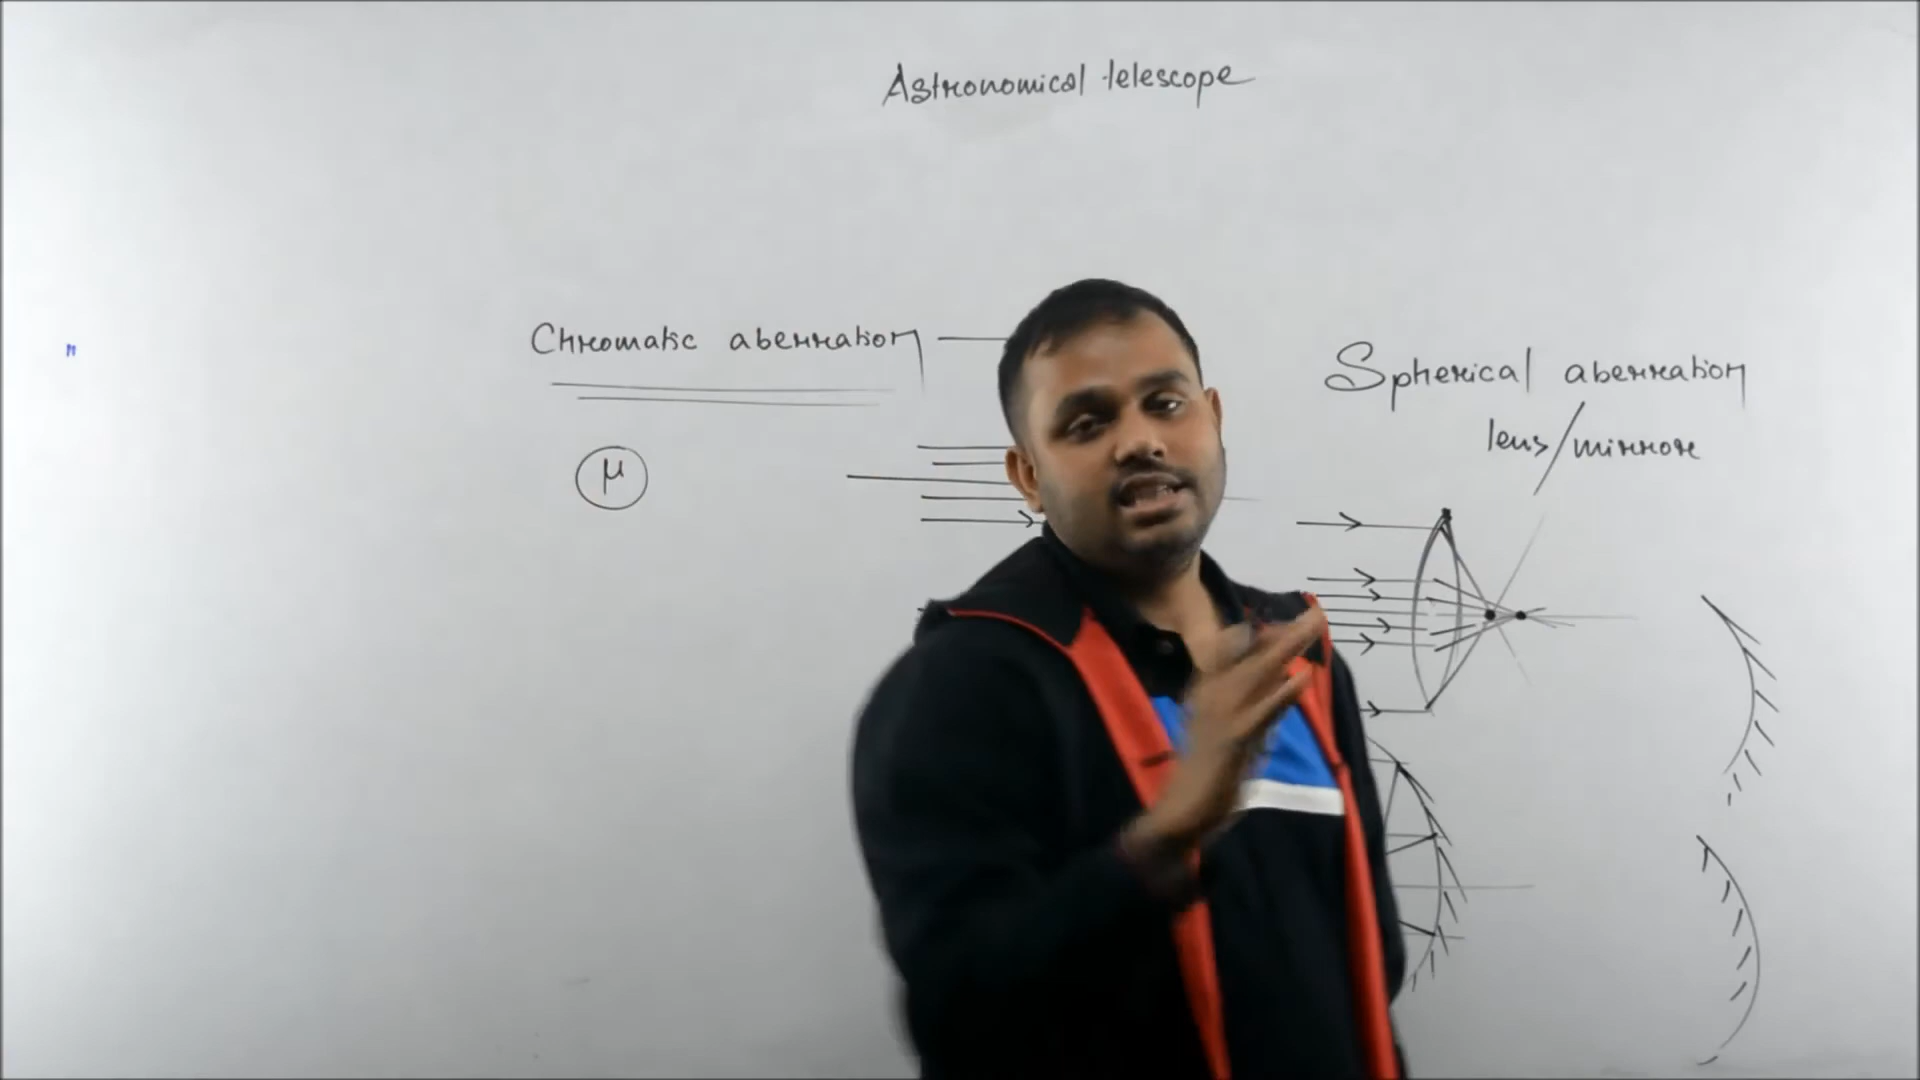 Astronomical telescope
Chromatic aberration
Spherical aberration
lens/mirror
μ